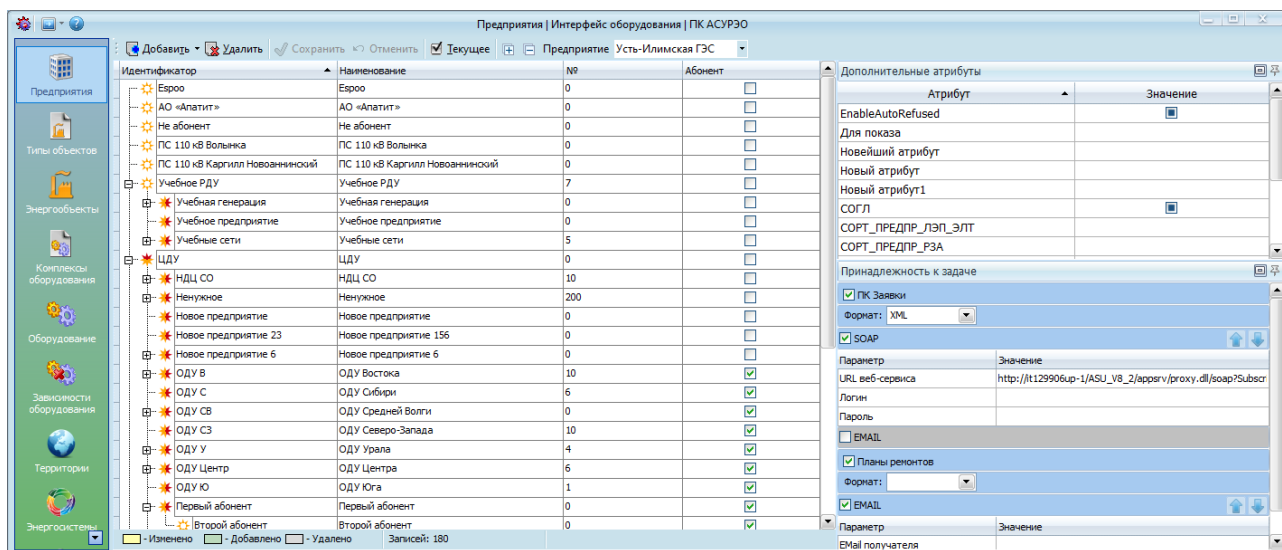 Предприятия | Интерфейс оборудования | ПК АСУРЭО
Добавить Удалить Сохранить Отменить Текущее Предприятие Усть-Илимская ГЭС
Предприятия
Типы объектов
Энергообъекты
Комплексы
оборудования
Оборудование
Зависимости
оборудования
Территории
Энергосистемы
Идентификатор Наименование № Абонент
Espoo Espoo 0
АО «Апатит» АО «Апатит» 0
Не абонент Не абонент 0
ПС 110 кВ Волынка ПС 110 кВ Волынка 0
ПС 110 кВ Каргилл Новоаннинский ПС 110 кВ Каргилл Новоаннинский 0
Учебное РДУ Учебное РДУ 7
Учебная генерация Учебная генерация 0
Учебное предприятие Учебное предприятие 0
Учебные сети Учебные сети 5
ЦДУ ЦДУ 0
НДЦ СО НДЦ СО 10
Ненужное Ненужное 200
Новое предприятие Новое предприятие 0
Новое предприятие 23 Новое предприятие 156 0
Новое предприятие 6 Новое предприятие 6 0
ОДУ В ОДУ Востока 10
ОДУ С ОДУ Сибири 6
ОДУ СВ ОДУ Средней Волги 0
ОДУ СЗ ОДУ Северо-Запада 10
ОДУ У ОДУ Урала 4
ОДУ Центр ОДУ Центра 6
ОДУ Ю ОДУ Юга 1
Первый абонент Первый абонент 0
Второй абонент Второй абонент 0
- Изменено - Добавлено - Удалено Записей: 180
Дополнительные атрибуты
Атрибут Значение
EnableAutoRefused
Для показа
Новейший атрибут
Новый атрибут
Новый атрибут1
СОГЛ
СОРТ_ПРЕДПР_ЛЭП_ЭЛТ
СОРТ_ПРЕДПР_РЗА
Принадлежность к задаче
ПК Заявки
Формат: XML
SOAP
Параметр Значение
URL веб-сервиса http://lt129906up-1/ASU_V8_2/appsrv/proxy.dll/soap?Subscr
Логин
Пароль
EMAIL
Планы ремонтов
Формат:
EMAIL
Параметр Значение
EMail получателя